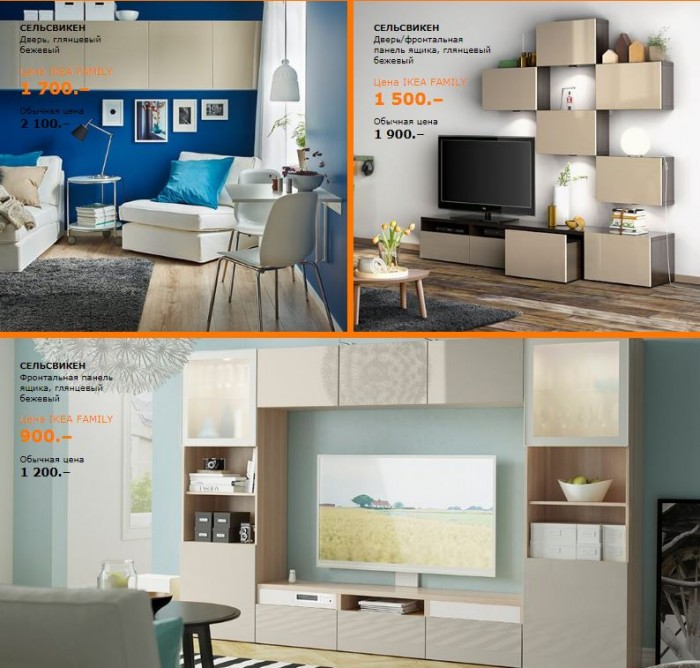 СЕЛЬСВИКЕН
Дверь, глянцевый
бежевый
Цена IKEA FAMILY
1 700.–
Обычная цена
2 100.–
СЕЛЬСВИКЕН
Дверь/фронтальная
панель ящика, глянцевый
бежевый
Цена IKEA FAMILY
1 500.–
Обычная цена
1 900.–
СЕЛЬСВИКЕН
Фронтальная панель
ящика, глянцевый
бежевый
Цена IKEA FAMILY
900.–
Обычная цена
1 200.–